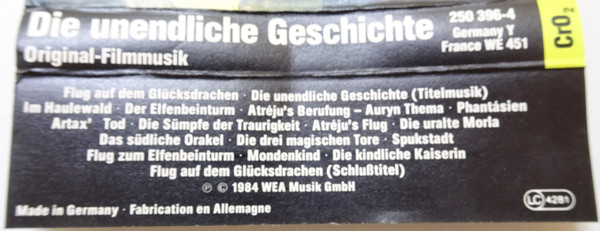 Die unendliche Geschichte
Original-Filmmusik
250 396-4
Germany Y
France WE 451
CrO₂
Flug auf dem Glücksdrachen · Die unendliche Geschichte (Titelmusik)
Im Haulewald · Der Elfenbeinturm · Atréju's Berufung – Auryn Thema · Phantásien
Artax' Tod · Die Sümpfe der Traurigkeit · Atréju's Flug · Die uralte Morla
Das südliche Orakel · Die drei magischen Tore · Spukstadt
Flug zum Elfenbeinturm · Mondenkind · Die kindliche Kaiserin
Flug auf dem Glücksdrachen (Schlußtitel)
℗ © 1984 WEA Musik GmbH
Made in Germany · Fabrication en Allemagne
LC 4281